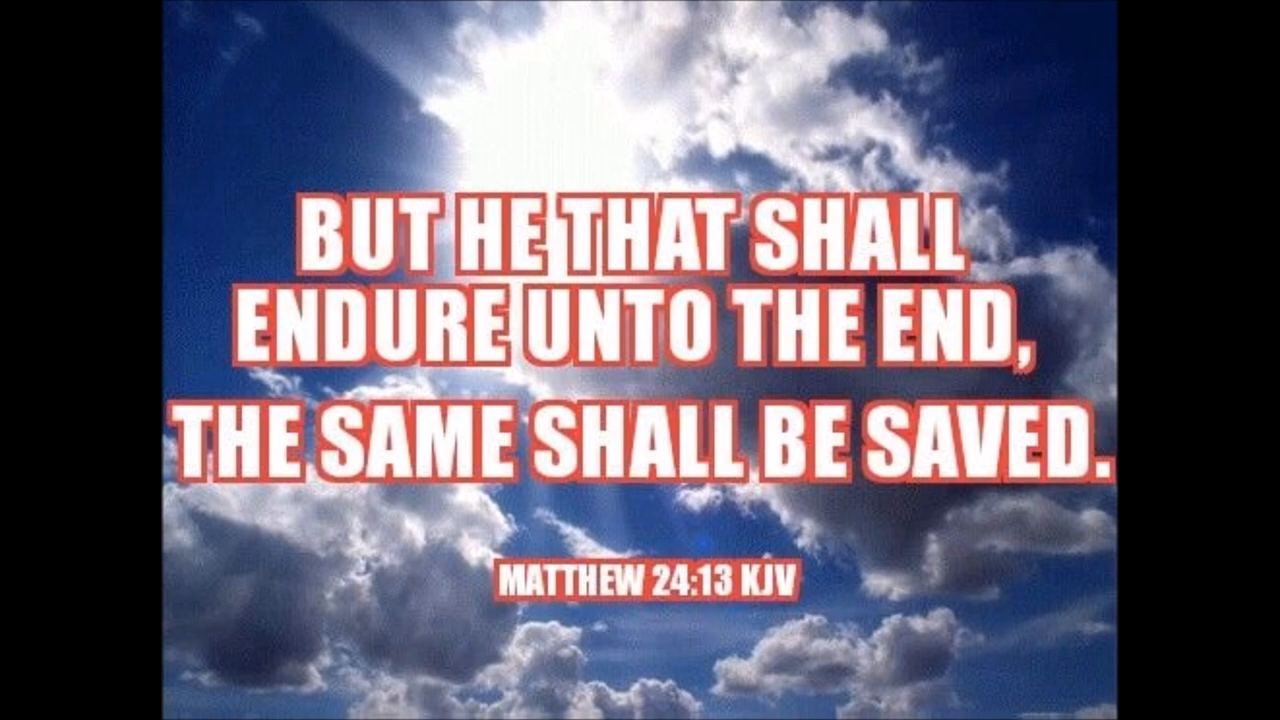 BUT HE THAT SHALL
ENDURE UNTO THE END,
THE SAME SHALL BE SAVED.
MATTHEW 24:13 KJV